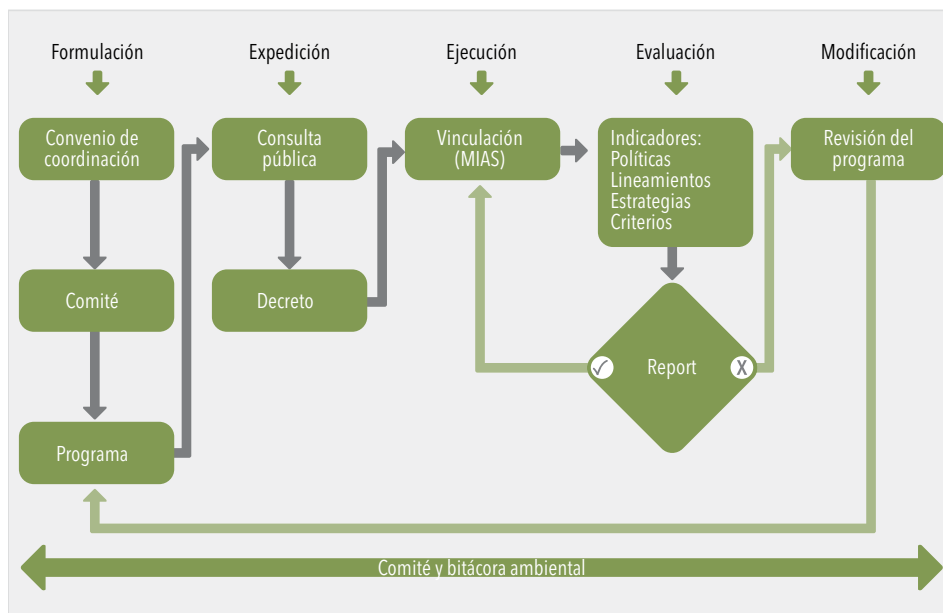 Formulación
Expedición
Ejecución
Evaluación
Modificación
Convenio de
coordinación
Consulta
pública
Vinculación
(MIAS)
Indicadores:
Políticas
Lineamientos
Estrategias
Criterios
Revisión del
programa
Comité
Decreto
Report
X
Programa
Comité y bitácora ambiental